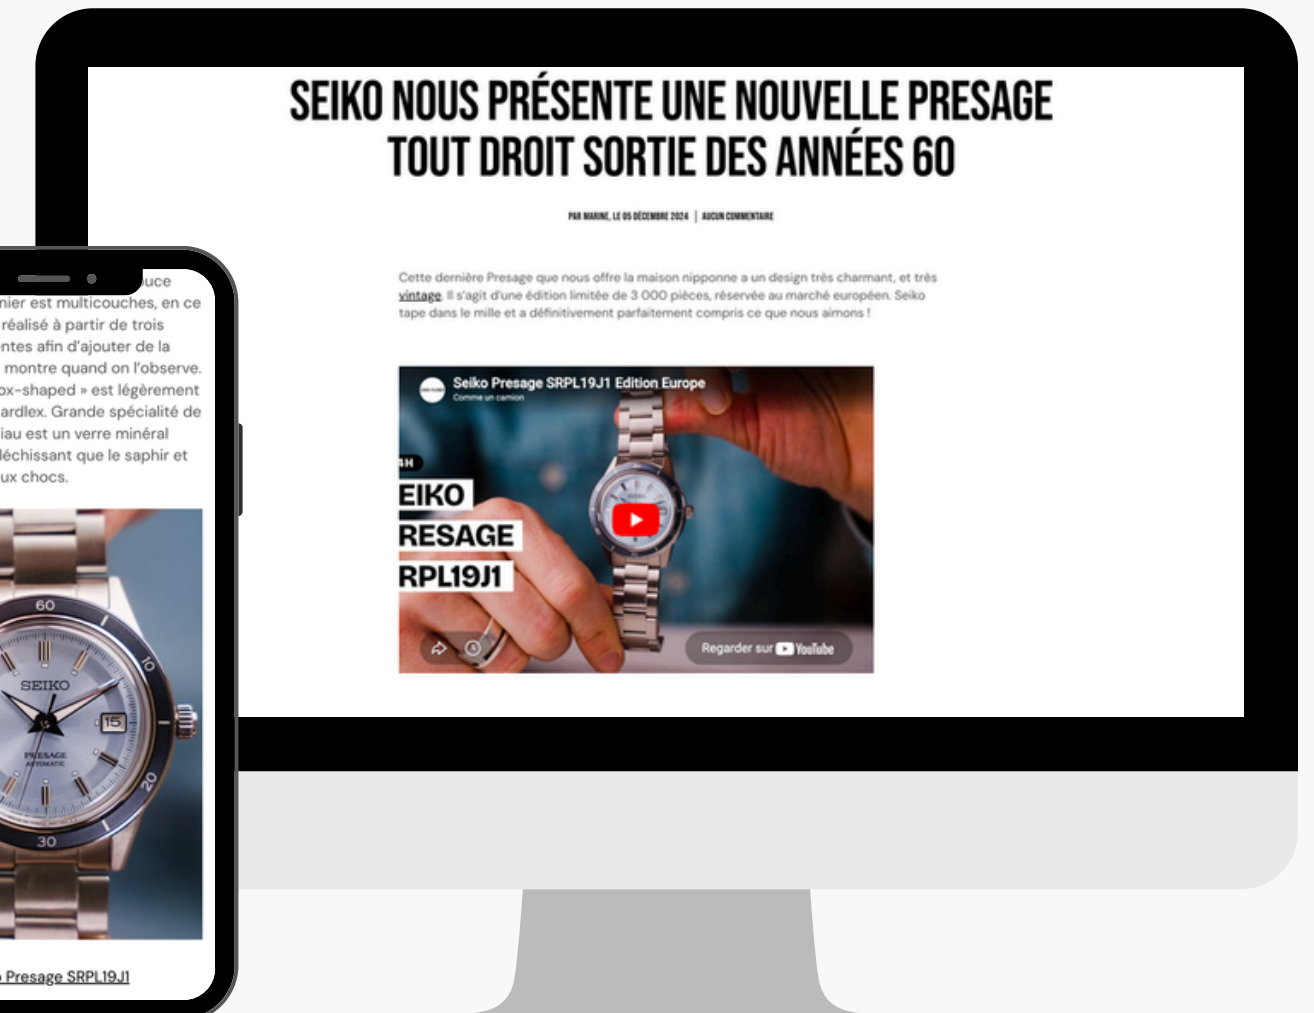 SEIKO NOUS PRÉSENTE UNE NOUVELLE PRESAGE
TOUT DROIT SORTIE DES ANNÉES 60
PAR MARINE, LE 05 DÉCEMBRE 2024 | AUCUN COMMENTAIRE
Cette dernière Presage que nous offre la maison nipponne a un design très charmant, et très
vintage. Il s'agit d'une édition limitée de 3 000 pièces, réservée au marché européen. Seiko
tape dans le mille et a définitivement parfaitement compris ce que nous aimons !
Seiko Presage SRPL19J1 Edition Europe
Comme un camion
4H
EIKO
RESAGE
RPL19J1
SEIKO
Regarder sur YouTube
ouce
nier est multicouches, en ce
réalisé à partir de trois
ntes afin d'ajouter de la
montre quand on l'observe.
ox-shaped » est légèrement
ardlex. Grande spécialité de
iau est un verre minéral
léchissant que le saphir et
ux chocs.
60
10
SEIKO
15
PRESAGE
AUTOMATIC
20
30
Presage SRPL19J1